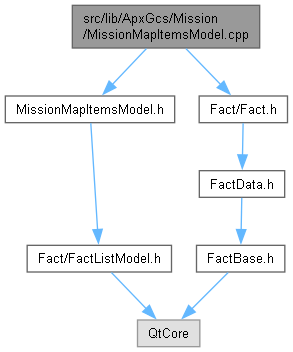 src/lib/ApxGcs/Mission
/MissionMapItemsModel.cpp
MissionMapItemsModel.h
Fact/Fact.h
FactData.h
Fact/FactListModel.h
FactBase.h
QtCore